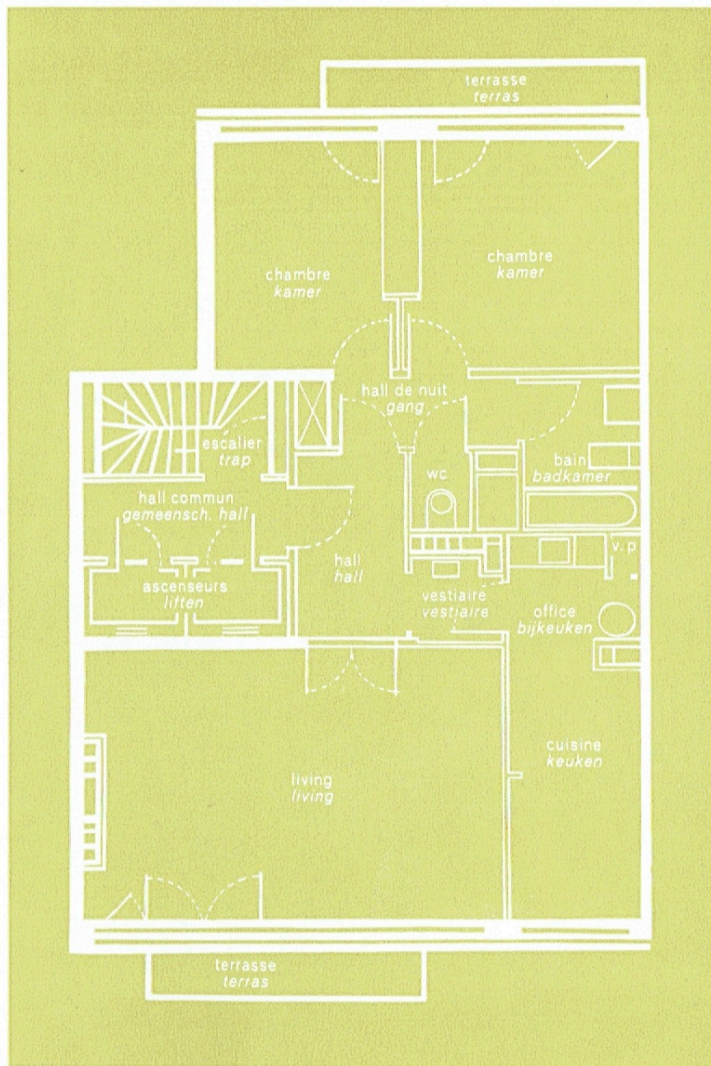 terrasse
terras
chambre
kamer
chambre
kamer
hall de nuit
gang
escalier
trap
wc
bain
badkamer
hall commun
gemeensch. hall
hall
hall
v.p
ascenseurs
liften
vestiaire
vestiaire
office
bijkeuken
cuisine
keuken
living
living
terrasse
terras